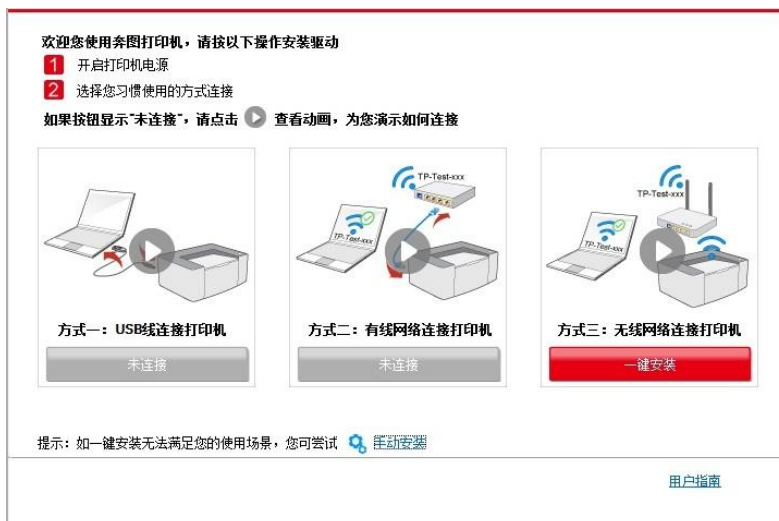 欢迎您使用奔图打印机，请按以下操作安装驱动
1 开启打印机电源
2 选择您习惯使用的方式连接
如果按钮显示"未连接"，请点击 查看动画，为您演示如何连接
TP-Test-xxx
TP-Test-xxx
方式一：USB线连接打印机
未连接
TP-Test-xxx
TP-Test-xxx
方式二：有线网络连接打印机
未连接
方式三：无线网络连接打印机
一键安装
提示：如一键安装无法满足您的使用场景，您可尝试 手动安装
用户指南